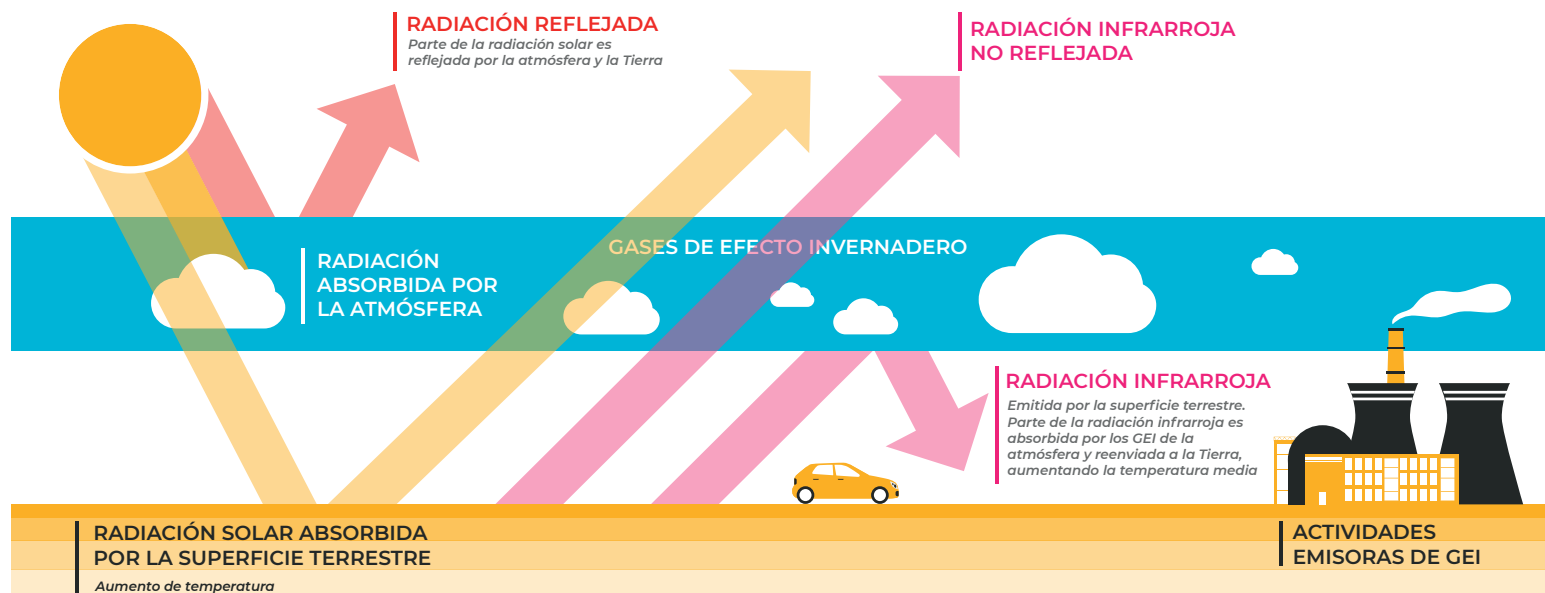 RADIACIÓN REFLEJADA
Parte de la radiación solar es
reflejada por la atmósfera y la Tierra
RADIACIÓN INFRARROJA
NO REFLEJADA
GASES DE EFECTO INVERNADERO
RADIACIÓN
ABSORBIDA POR
LA ATMÓSFERA
RADIACIÓN INFRARROJA
Emitida por la superficie terrestre.
Parte de la radiación infrarroja es
absorbida por los GEI de la
atmósfera y reenviada a la Tierra,
aumentando la temperatura media
RADIACIÓN SOLAR ABSORBIDA
POR LA SUPERFICIE TERRESTRE
Aumento de temperatura
ACTIVIDADES
EMISORAS DE GEI